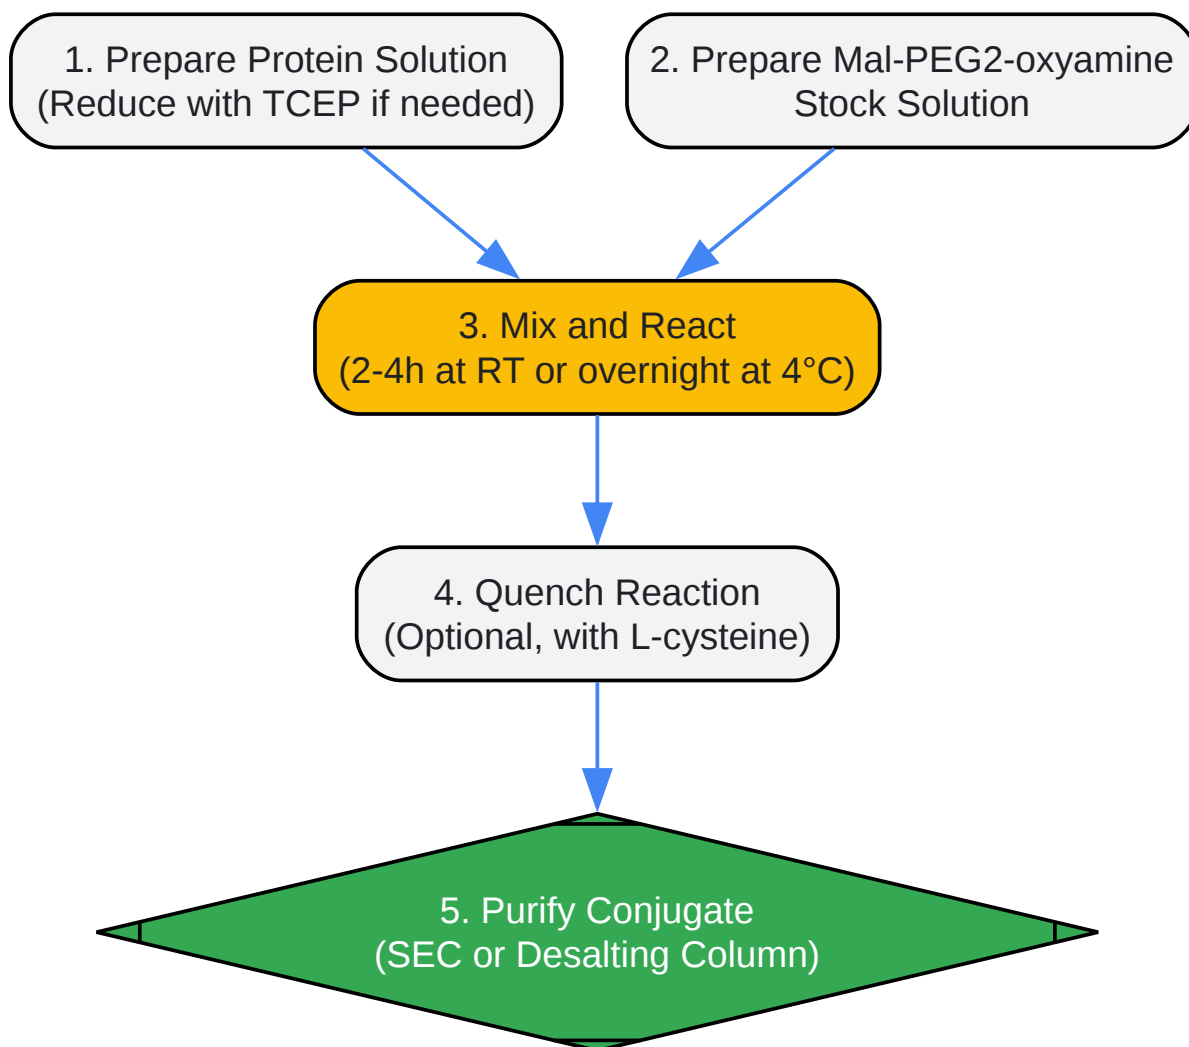 1. Prepare Protein Solution
(Reduce with TCEP if needed)
2. Prepare Mal-PEG2-oxyamine
Stock Solution
3. Mix and React
(2-4h at RT or overnight at 4°C)
4. Quench Reaction
(Optional, with L-cysteine)
5. Purify Conjugate
(SEC or Desalting Column)